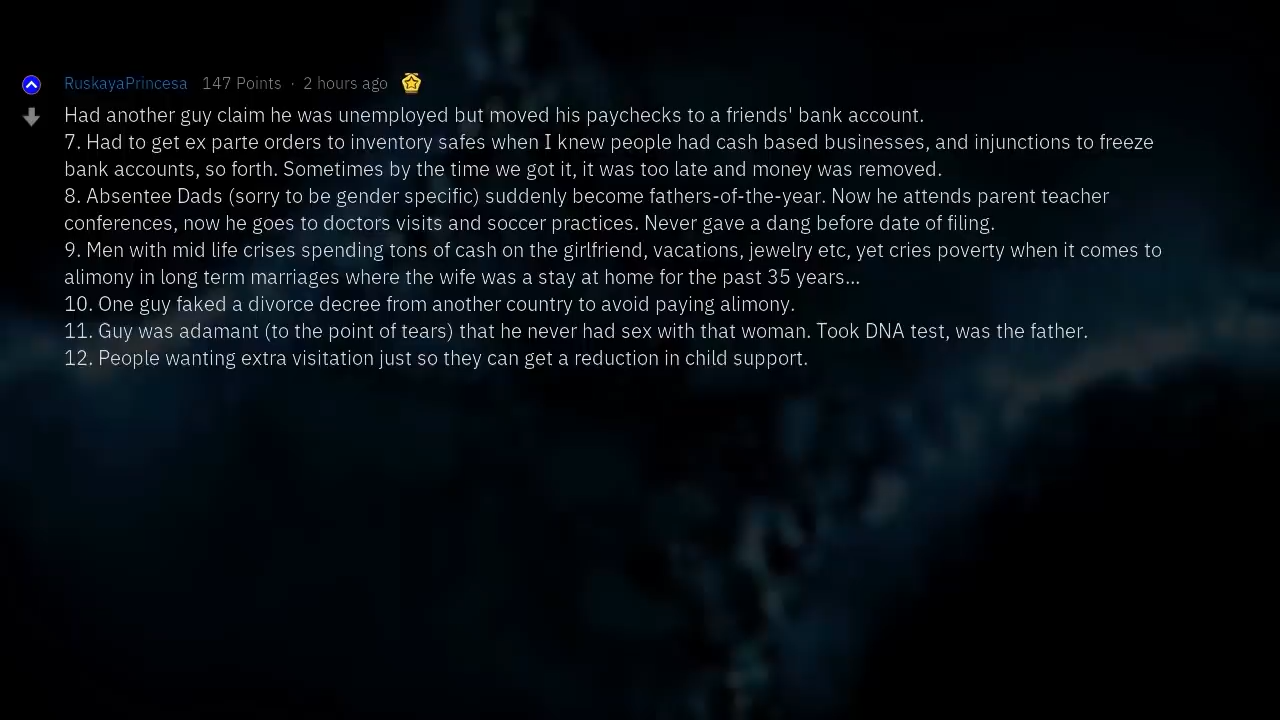 RuskayaPrincesa 147 Points · 2 hours ago
Had another guy claim he was unemployed but moved his paychecks to a friends' bank account.
7. Had to get ex parte orders to inventory safes when I knew people had cash based businesses, and injunctions to freeze
bank accounts, so forth. Sometimes by the time we got it, it was too late and money was removed.
8. Absentee Dads (sorry to be gender specific) suddenly become fathers-of-the-year. Now he attends parent teacher
conferences, now he goes to doctors visits and soccer practices. Never gave a dang before date of filing.
9. Men with mid life crises spending tons of cash on the girlfriend, vacations, jewelry etc, yet cries poverty when it comes to
alimony in long term marriages where the wife was a stay at home for the past 35 years...
10. One guy faked a divorce decree from another country to avoid paying alimony.
11. Guy was adamant (to the point of tears) that he never had sex with that woman. Took DNA test, was the father.
12. People wanting extra visitation just so they can get a reduction in child support.